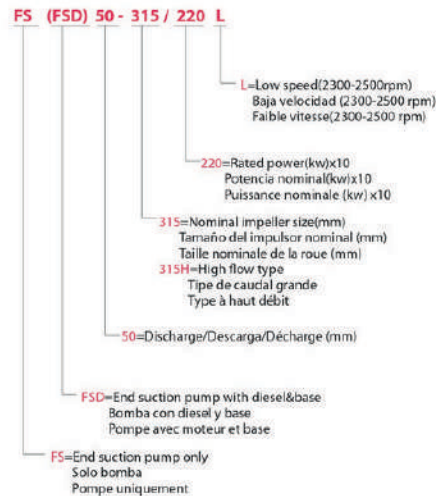 FS (FSD) 50 - 315 / 220 L
L=Low speed(2300-2500rpm)
Baja velocidad (2300-2500 rpm)
Faible vitesse(2300-2500 rpm)
220=Rated power(kw)x10
Potencia nominal(kw)x10
Puissance nominale (kw) x10
315=Nominal impeller size(mm)
Tamaño del impulsor nominal (mm)
Taille nominale de la roue (mm)
315H=High flow type
Tipe de caudal grande
Type à haut débit
50=Discharge/Descarga/Décharge (mm)
FSD=End suction pump with diesel&base
Bomba con diesel y base
Pompe avec moteur et base
FS=End suction pump only
Solo bomba
Pompe uniquement